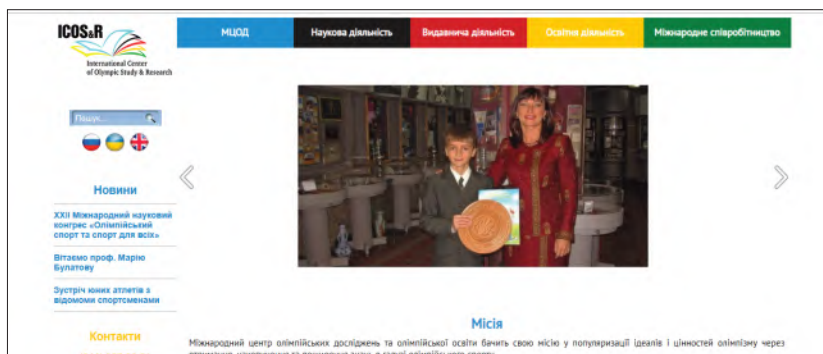 ICOS&R
International Center
of Olympic Study & Research
МЦОД
Наукова діяльність
Видавнича діяльність
Освітня діяльність
Міжнародне співробітництво
Пошук...
Новини
XXII Міжнародний науковий
конгрес «Олімпійський
спорт та спорт для всіх»
Вітаємо проф. Марію
Булатову
Зустріч юних атлетів з
відомоми спортсменами
Контакти
Місія
Міжнародний центр олімпійських досліджень та олімпійської освіти бачить свою місію у популяризації ідеалів і цінностей олімпізму через